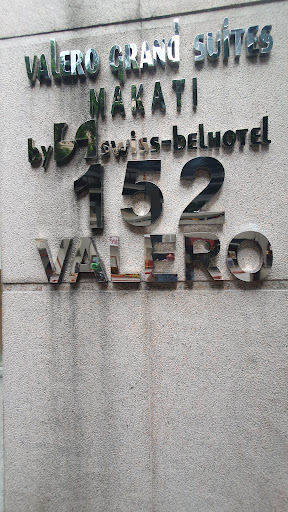 VALERO GRAND SUITES
MAKATI
by swiss-belhotel
152
VALERO